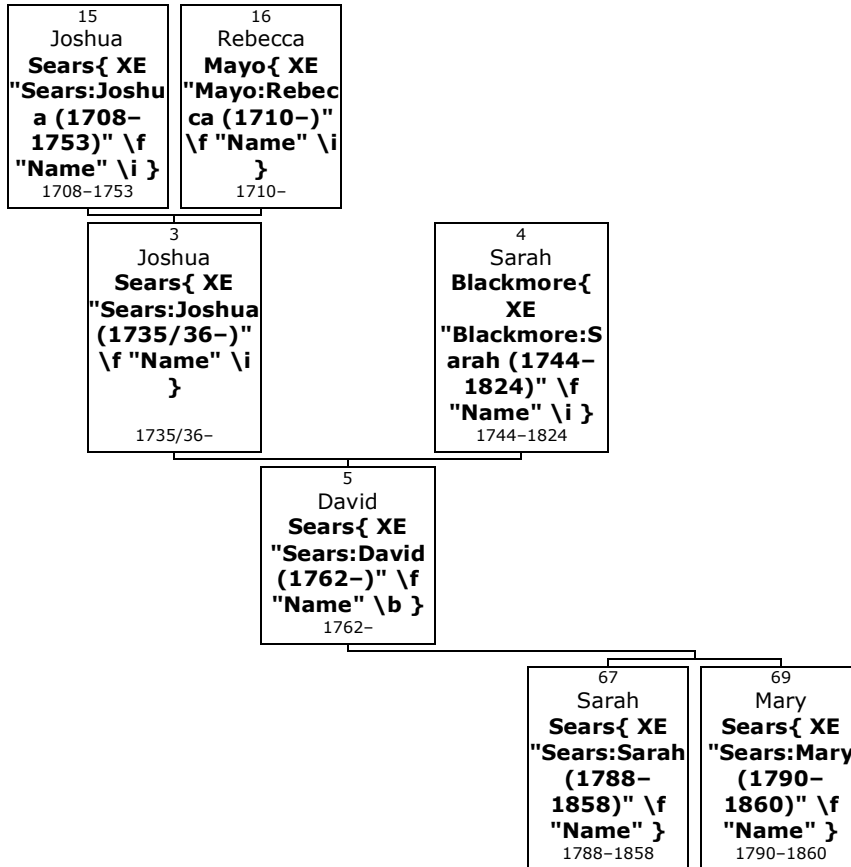 15
Joshua
Sears{ XE
"Sears:Joshu
a (1708–
1753)" \f
"Name" \i }
1708–1753
16
Rebecca
Mayo{ XE
"Mayo:Rebec
ca (1710–)"
\f "Name" \i
}
1710–
3
Joshua
Sears{ XE
"Sears:Joshua
(1735/36–)"
\f "Name" \i
}
1735/36–
4
Sarah
Blackmore{
XE
"Blackmore:S
arah (1744–
1824)" \f
"Name" \i }
1744–1824
5
David
Sears{ XE
"Sears:David
(1762–)" \f
"Name" \b }
1762–
67
Sarah
Sears{ XE
"Sears:Sarah
(1788–
1858)" \f
"Name" }
1788–1858
69
Mary
Sears{ XE
"Sears:Mary
(1790–
1860)" \f
"Name" }
1790–1860